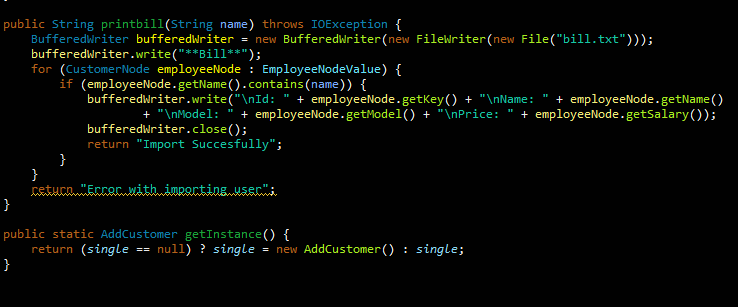 public String printbill(String name) throws IOException {
BufferedWriter bufferedWriter = new BufferedWriter(new FileWriter(new File("bill.txt")));
bufferedWriter.write("**Bill**");
for (CustomerNode employeeNode : EmployeeNodeValue) {
if (employeeNode.getName().contains(name)) {
bufferedWriter.write("\nId: " + employeeNode.getKey() + "\nName: " + employeeNode.getName()
+ "\nModel: " + employeeNode.getModel() + "\nPrice: " + employeeNode.getSalary());
bufferedWriter.close();
return "Import Succesfully";
}
}
return "Error with importing user";
}
public static AddCustomer getInstance() {
return (single == null) ? single = new AddCustomer() : single;
}